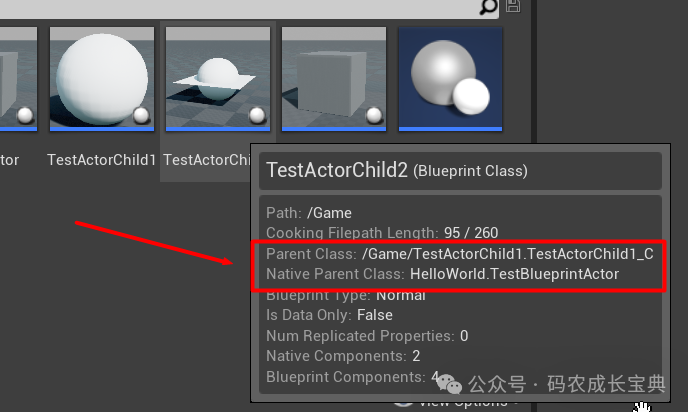 tor
TestActorChild1
TestActorChi
TestActorChild2 (Blueprint Class)
Path: /Game
Cooking Filepath Length: 95 / 260
Parent Class: /Game/TestActorChild1.TestActorChild1_C
Native Parent Class: HelloWorld.TestBlueprintActor
Blueprint Type: Normal
Is Data Only: False
Num Replicated Properties: 0
Native Components: 2
Blueprint Components: 4
公众号 · 码农成长宝典
View Options